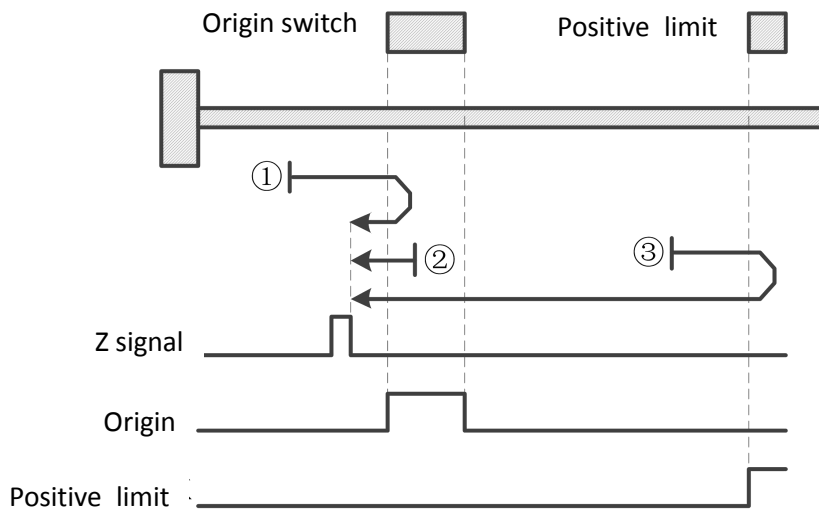 Origin switch
Positive limit
①
②
③
Z signal
Origin
Positive limit